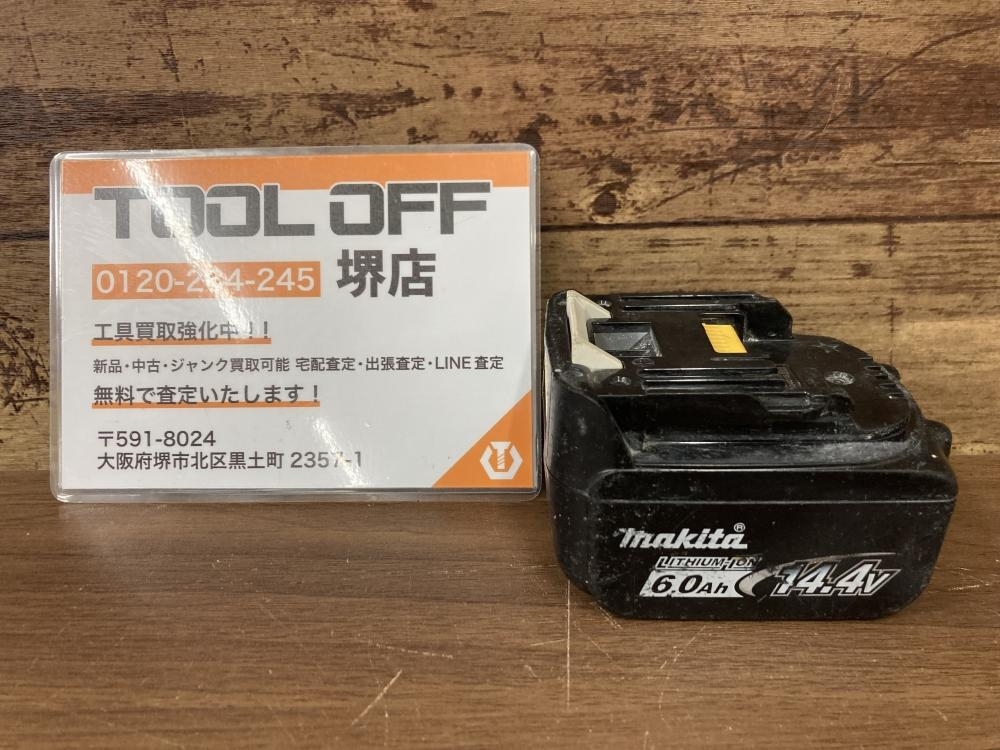 TOOL OFF
堺店
工具買取強化中！！
新品・中古・ジャンク買取可能 宅配査定・出張査定・LINE査定
無料で査定いたします！
〒591-8024
大阪府堺市北区黒土町 2357-1
makita®
LITHIUM-ION
6.0Ah 14.4V